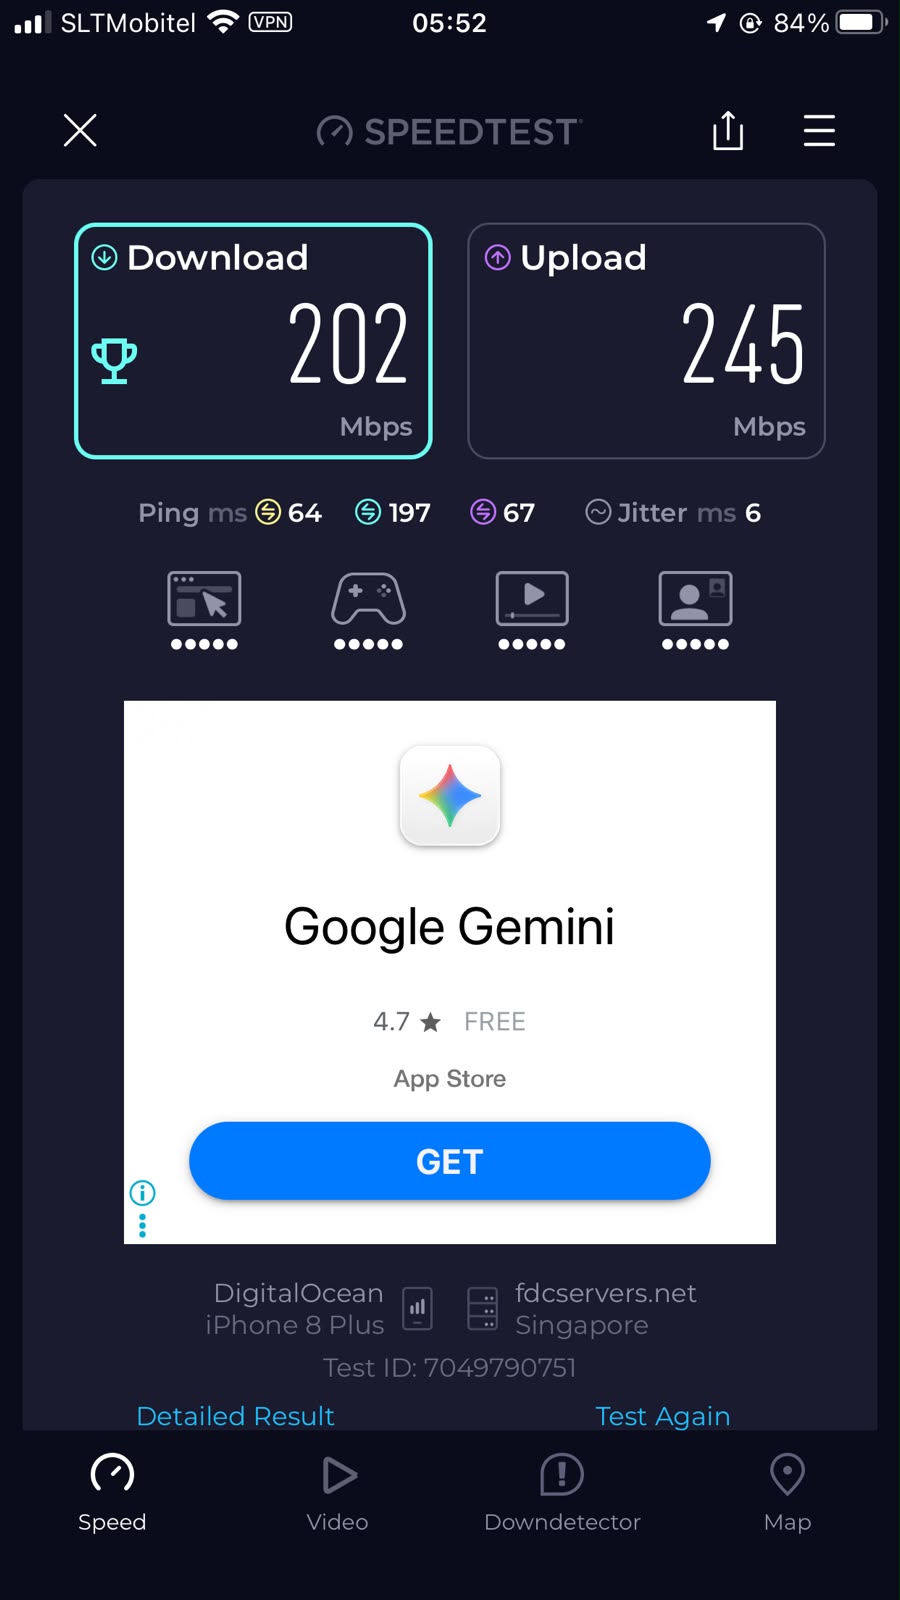 SLTMobitel VPN 05:52 84%
SPEEDTEST
Download
202
Mbps
Upload
245
Mbps
Ping ms 64 197 67 Jitter ms 6
Google Gemini
4.7 ★ FREE
App Store
GET
DigitalOcean
iPhone 8 Plus
fdcservers.net
Singapore
Test ID: 7049790751
Detailed Result Test Again
Speed Video Downdetector Map